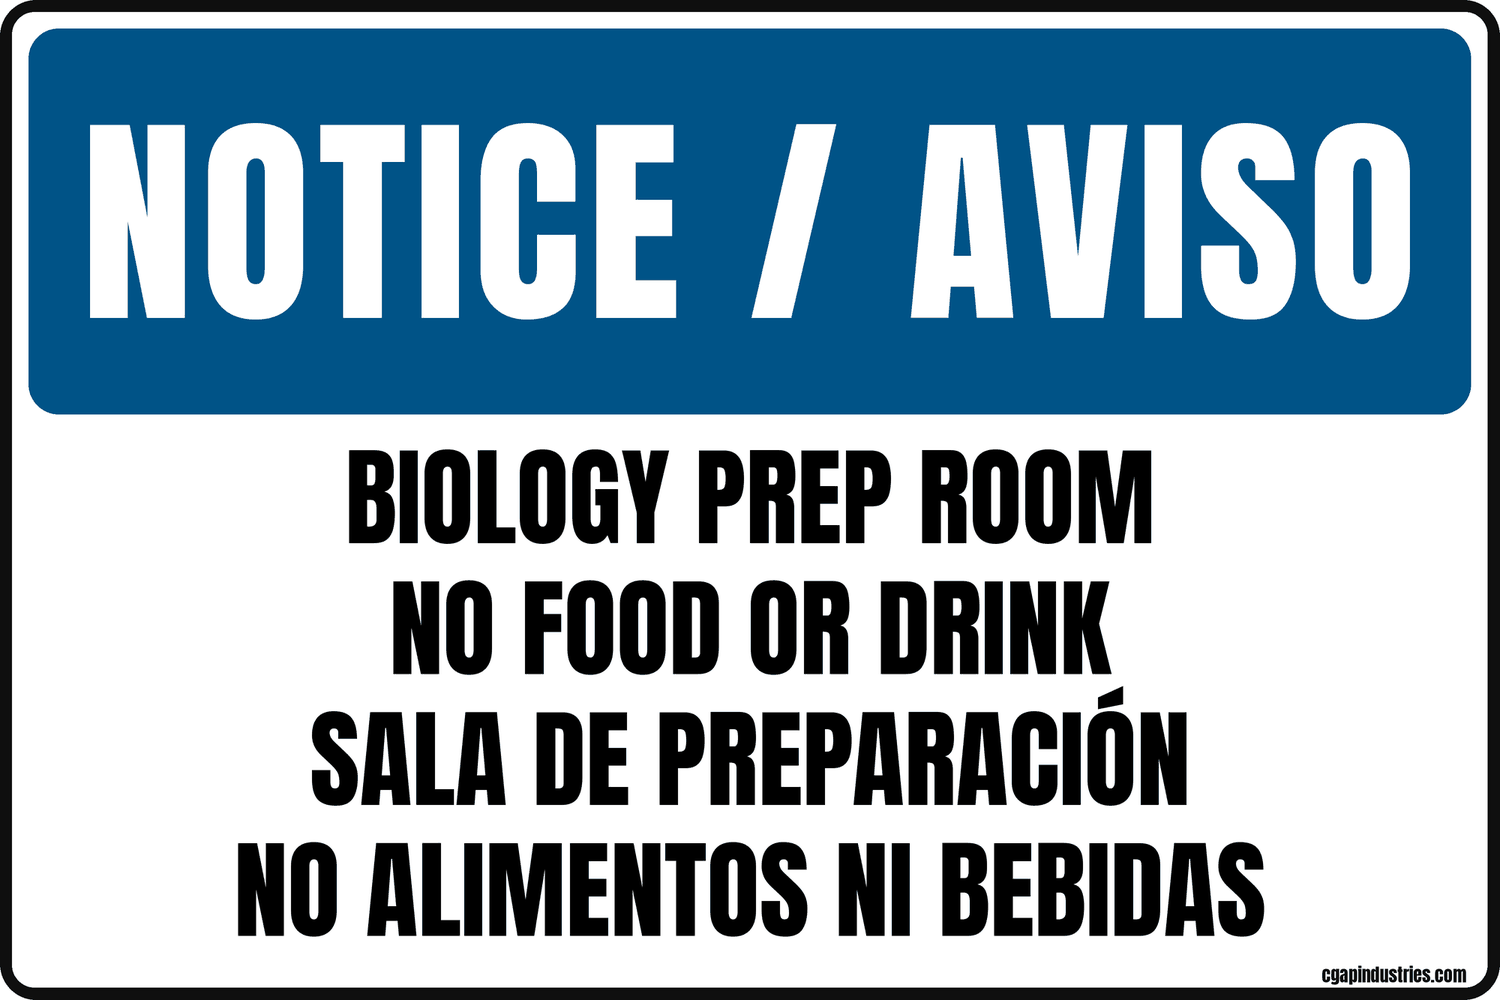 NOTICE / AVISO
BIOLOGY PREP ROOM
NO FOOD OR DRINK
SALA DE PREPARACIÓN
NO ALIMENTOS NI BEBIDAS
cgapindustries.com